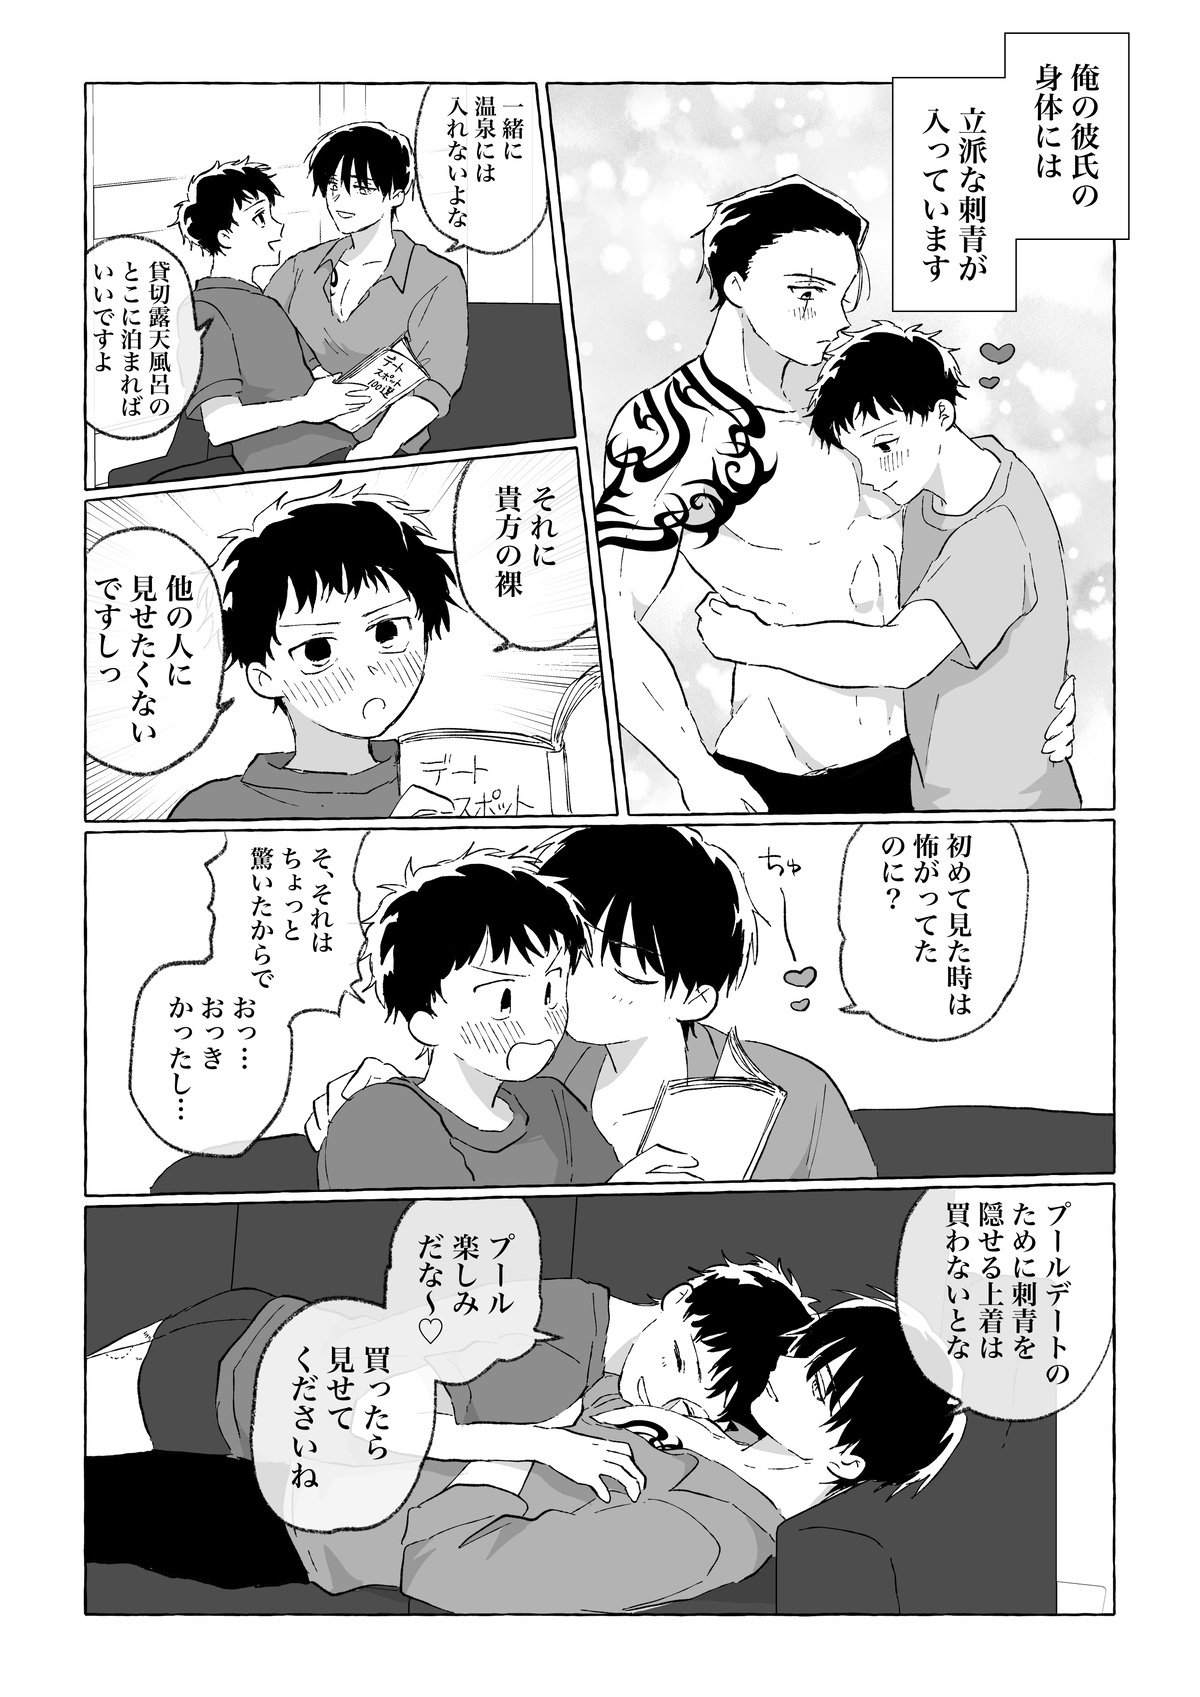 俺の彼氏の
身体には
立派な刺青が
入っています
一緒に
温泉には
入れないよな
貸切露天風呂の
とこに泊まれば
いいですよ
デート
スポット
100選
それに
貴方の裸
他の人に
見せたくない
ですしっ
デート
スポット
初めて見た時は
怖がってた
のに?
ちゅ
そ、それは
ちょっと
驚いたからで
おっ…
おっき
かったし…
プールデートの
ために刺青を
隠せる上着は
買わないとな
プール
楽しみ
だな〜♡
買ったら
見せて
くださいね